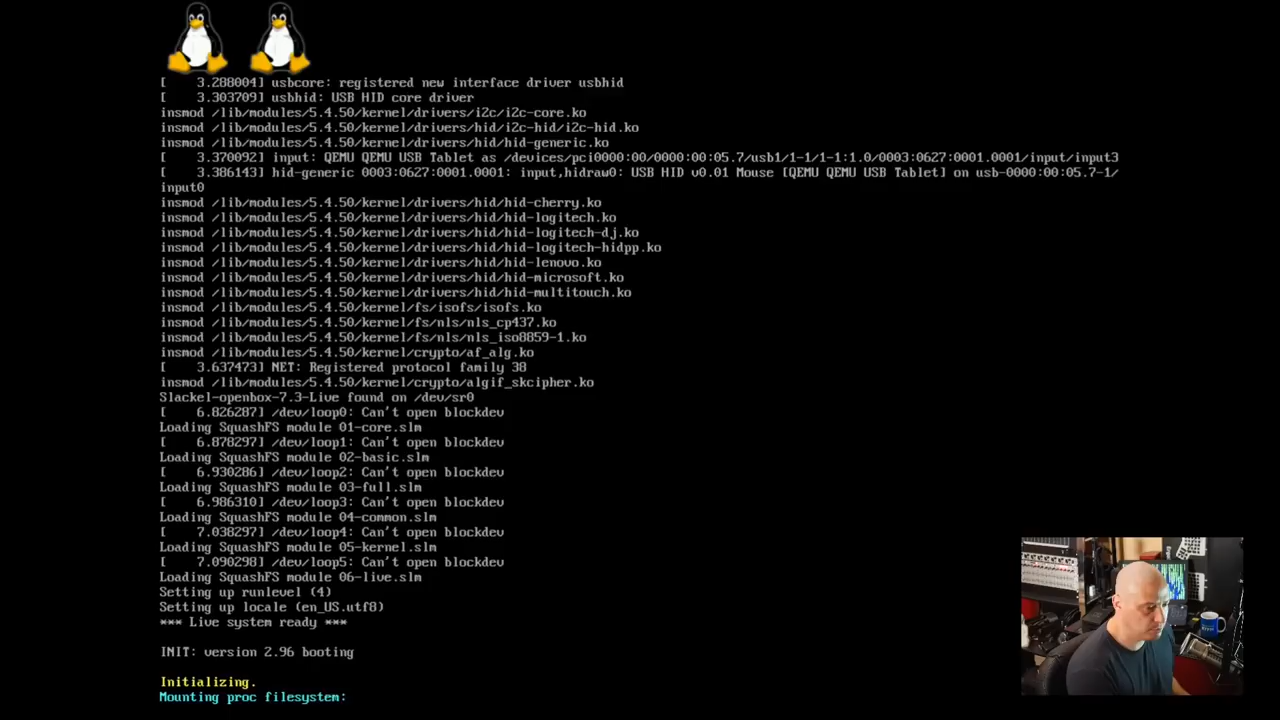 [    3.288004] usbcore: registered new interface driver usbhid
[    3.303709] usbhid: USB HID core driver
insmod /lib/modules/5.4.50/kernel/drivers/i2c/i2c-core.ko
insmod /lib/modules/5.4.50/kernel/drivers/hid/i2c-hid/i2c-hid.ko
insmod /lib/modules/5.4.50/kernel/drivers/hid/hid-generic.ko
[    3.370092] input: QEMU QEMU USB Tablet as /devices/pci0000:00/0000:00:05.7/usb1/1-1/1-1:1.0/0003:0627:0001.0001/input/input3
[    3.386143] hid-generic 0003:0627:0001.0001: input,hidraw0: USB HID v0.01 Mouse [QEMU QEMU USB Tablet] on usb-0000:00:05.7-1/
input0
insmod /lib/modules/5.4.50/kernel/drivers/hid/hid-cherry.ko
insmod /lib/modules/5.4.50/kernel/drivers/hid/hid-logitech.ko
insmod /lib/modules/5.4.50/kernel/drivers/hid/hid-logitech-dj.ko
insmod /lib/modules/5.4.50/kernel/drivers/hid/hid-logitech-hidpp.ko
insmod /lib/modules/5.4.50/kernel/drivers/hid/hid-lenovo.ko
insmod /lib/modules/5.4.50/kernel/drivers/hid/hid-microsoft.ko
insmod /lib/modules/5.4.50/kernel/drivers/hid/hid-multitouch.ko
insmod /lib/modules/5.4.50/kernel/fs/isofs/isofs.ko
insmod /lib/modules/5.4.50/kernel/fs/nls/nls_cp437.ko
insmod /lib/modules/5.4.50/kernel/fs/nls/nls_iso8859-1.ko
insmod /lib/modules/5.4.50/kernel/crypto/af_alg.ko
[    3.637473] NET: Registered protocol family 38
insmod /lib/modules/5.4.50/kernel/crypto/algif_skcipher.ko
Slackel-openbox-7.3-Live found on /dev/sr0
[    6.826287] /dev/loop0: Can't open blockdev
Loading SquashFS module 01-core.slm
[    6.878297] /dev/loop1: Can't open blockdev
Loading SquashFS module 02-basic.slm
[    6.930286] /dev/loop2: Can't open blockdev
Loading SquashFS module 03-full.slm
[    6.986310] /dev/loop3: Can't open blockdev
Loading SquashFS module 04-common.slm
[    7.038297] /dev/loop4: Can't open blockdev
Loading SquashFS module 05-kernel.slm
[    7.090298] /dev/loop5: Can't open blockdev
Loading SquashFS module 06-live.slm
Setting up runlevel (4)
Setting up locale (en_US.utf8)
*** Live system ready ***
INIT: version 2.96 booting
Initializing.
Mounting proc filesystem: